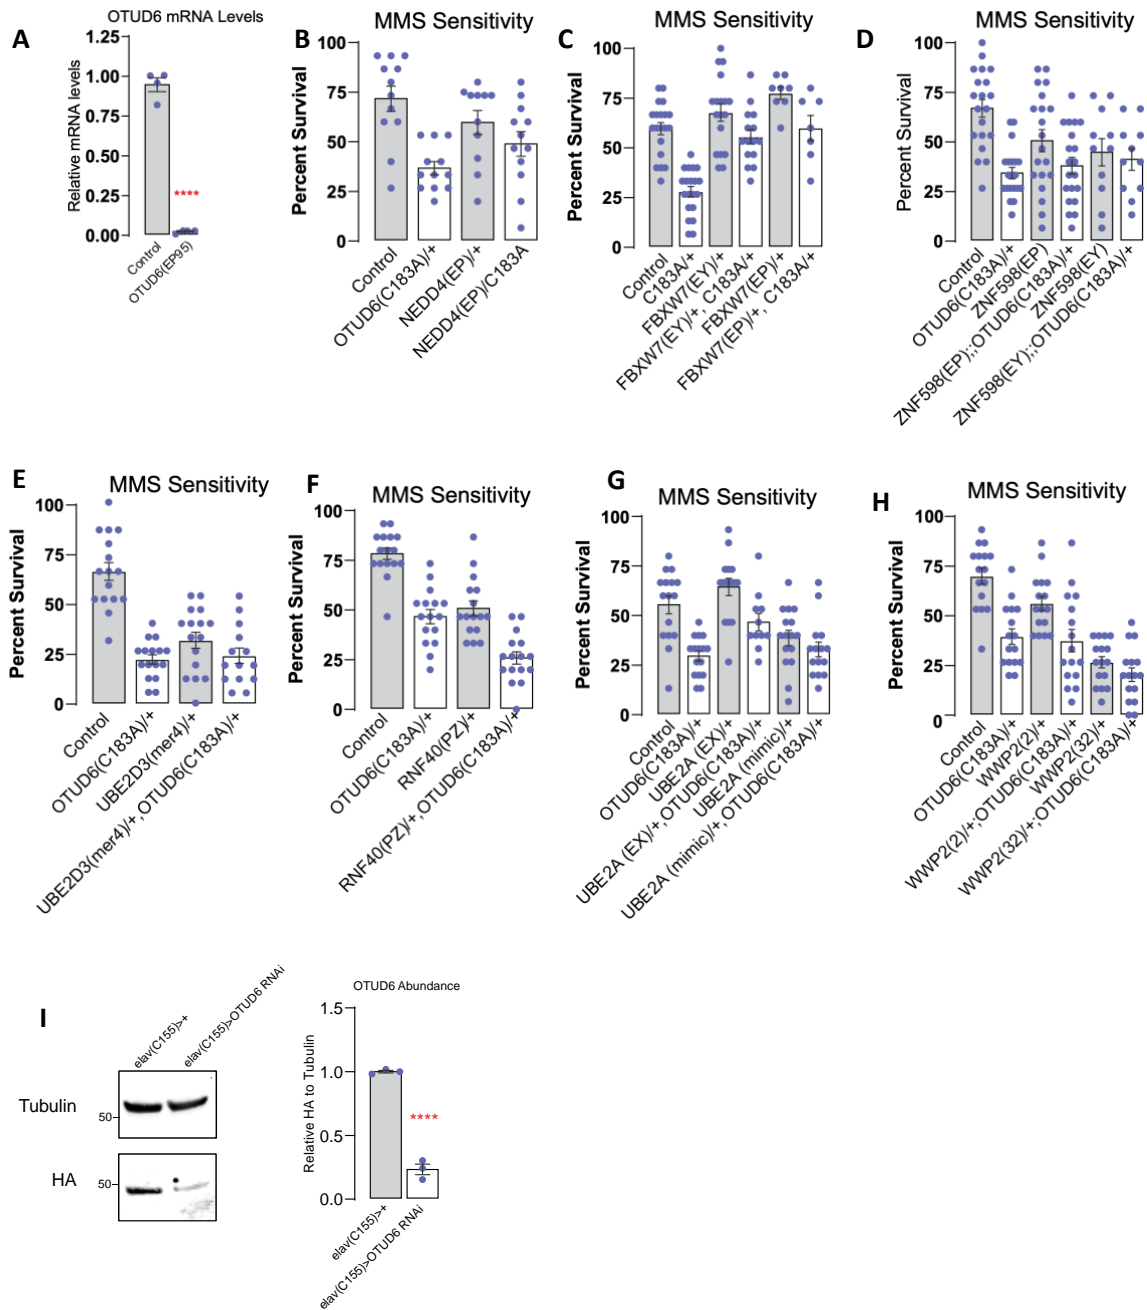 A
OTUD6 mRNA Levels
Relative mRNA levels
1.25
1.00
0.75
0.50
0.25
0.00
****
Control
OTUD6(EP95)
B
MMS Sensitivity
Percent Survival
100
75
50
25
0
Control
OTUD6(C183A)/+
NEDD4(EP)/+
NEDD4(EP)/C183A
C
MMS Sensitivity
Percent Survival
100
75
50
25
0
Control
C183A/+
FBXW7(EY)/+
FBXW7(EY)/+, C183A/+
FBXW7(EP)/+
FBXW7(EP)/+, C183A/+
D
MMS Sensitivity
Percent Survival
100
75
50
25
0
Control
OTUD6(C183A)/+
ZNF598(EP)
ZNF598(EP);;OTUD6(C183A)/+
ZNF598(EY)
ZNF598(EY);;OTUD6(C183A)/+
E
MMS Sensitivity
Percent Survival
100
75
50
25
0
Control
OTUD6(C183A)/+
UBE2D3(mer4)/+
UBE2D3(mer4)/+,OTUD6(C183A)/+
F
MMS Sensitivity
Percent Survival
100
75
50
25
0
Control
OTUD6(C183A)/+
RNF40(PZ)/+
RNF40(PZ)/+,OTUD6(C183A)/+
G
MMS Sensitivity
Percent Survival
100
75
50
25
0
Control
OTUD6(C183A)/+
UBE2A (EX)/+
UBE2A (EX)/+,OTUD6(C183A)/+
UBE2A (mimic)/+
UBE2A (mimic)/+,OTUD6(C183A)/+
H
MMS Sensitivity
Percent Survival
100
75
50
25
0
Control
OTUD6(C183A)/+
WWP2(2)/+
WWP2(2)/+;OTUD6(C183A)/+
WWP2(32)/+
WWP2(32)/+;OTUD6(C183A)/+
I
elav(C155)>+
elav(C155)>OTUD6 RNAi
Tubulin
50
HA
50
OTUD6 Abundance
Relative HA to Tubulin
1.5
1.0
0.5
0.0
****
elav(C155)>+
elav(C155)>OTUD6 RNAi